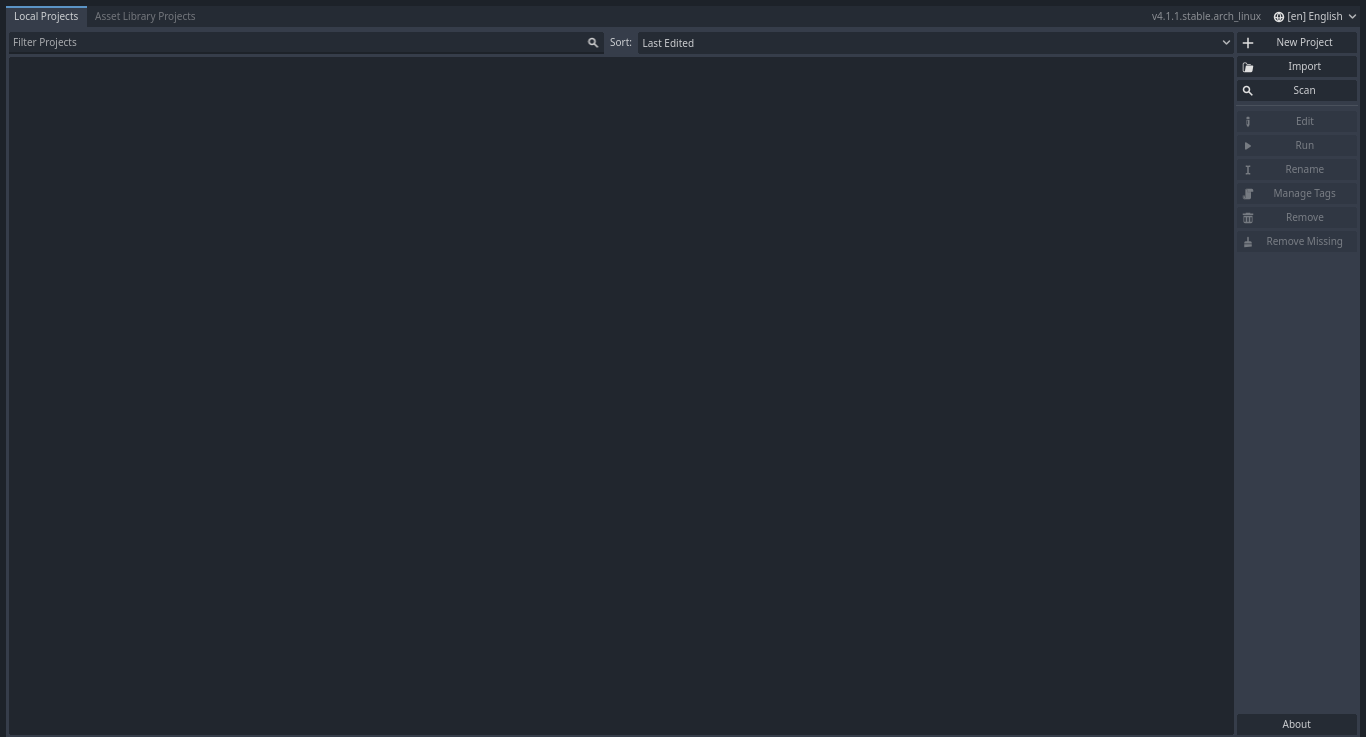 Local Projects
Asset Library Projects
v4.1.1.stable.arch_linux
[en] English
Filter Projects
Sort:
Last Edited
New Project
Import
Scan
Edit
Run
Rename
Manage Tags
Remove
Remove Missing
About